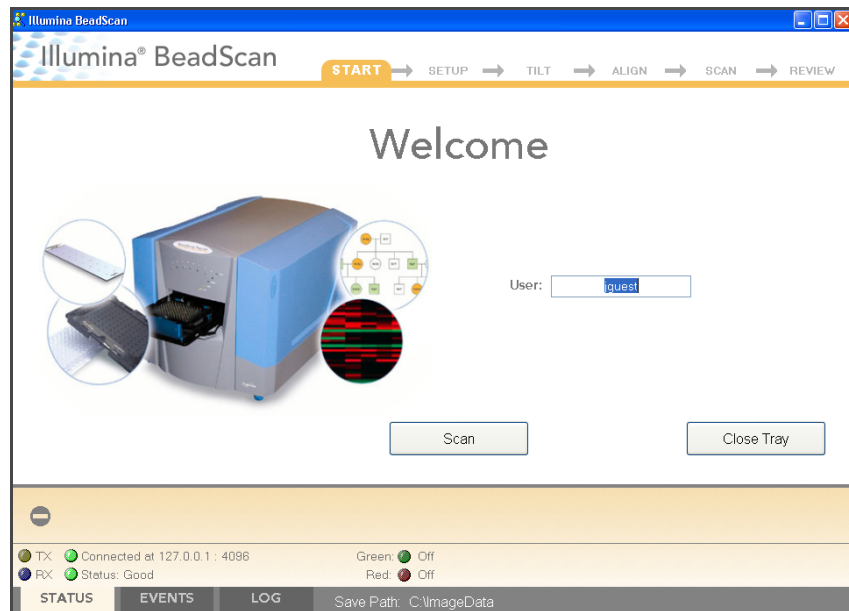 Illumina BeadScan
Illumina® BeadScan
START SETUP TILT ALIGN SCAN REVIEW
Welcome
User: iguest
Scan Close Tray
TX Connected at 127.0.0.1 : 4096 Green: Off
RX Status: Good Red: Off
STATUS EVENTS LOG Save Path: C:\ImageData